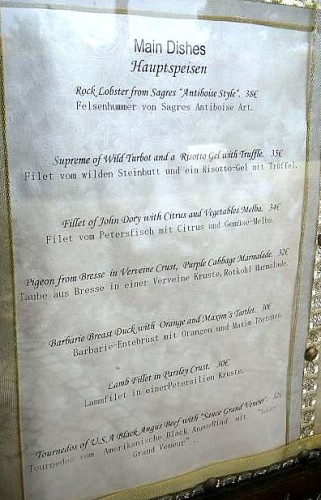 Main Dishes
Hauptspeisen
Rock Lobster from Sagres "Antiboise Style". 38€
Felsenhummer von Sagres Antiboise Art.
Supreme of Wild Turbot and a Risotto Gel with Truffle. 35€
Filet vom wilden Steinbutt und ein Risotto-Gel mit Trüffel.
Fillet of John Dory with Citrus and Vegetables Melba. 34€
Filet vom Petersfisch mit Citrus und Gemüse-Melba.
Pigeon from Bresse in Verveine Crust, Purple Cabbage Marmalade. 32€
Taube aus Bresse in einer Verveine Kruste, Rotkohl Marmalade.
Barbarie Breast Duck with Orange and Maxim's Tartlet. 30€
Barbarie-Entebrust mit Orangen und Maxim Törtchen.
Lamb Fillet in Parsley Crust. 30€
Lammfilet in einerPetersilien Kruste.
Tournedos of U.S.A Black Angus Beef with "Sauce Grand Veneur".
Tournedos vom Amerikanische Black AngusRind mit "Sauce
Grand Veneur"